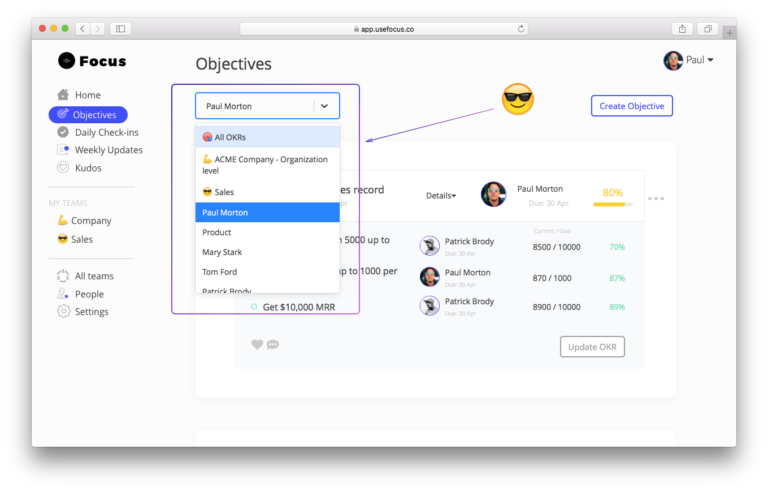 app.usefocus.co
Focus
Objectives
Paul
Home
Objectives
Daily Check-ins
Weekly Updates
Kudos
MY TEAMS
Company
Sales
All teams
People
Settings
Paul Morton
Create Objective
All OKRs
ACME Company - Organization
level
Sales
Paul Morton
Product
Mary Stark
Tom Ford
Patrick Brody
es record
Details
Paul Morton
Due: 30 Apr
80%
Current / Goal
5000 up to
Patrick Brody
Due: 30 Apr
8500 / 10000
70%
up to 1000 per
Paul Morton
Due: 30 Apr
870 / 1000
87%
Get $10,000 MRR
Patrick Brody
Due: 30 Apr
8900 / 10000
89%
Update OKR